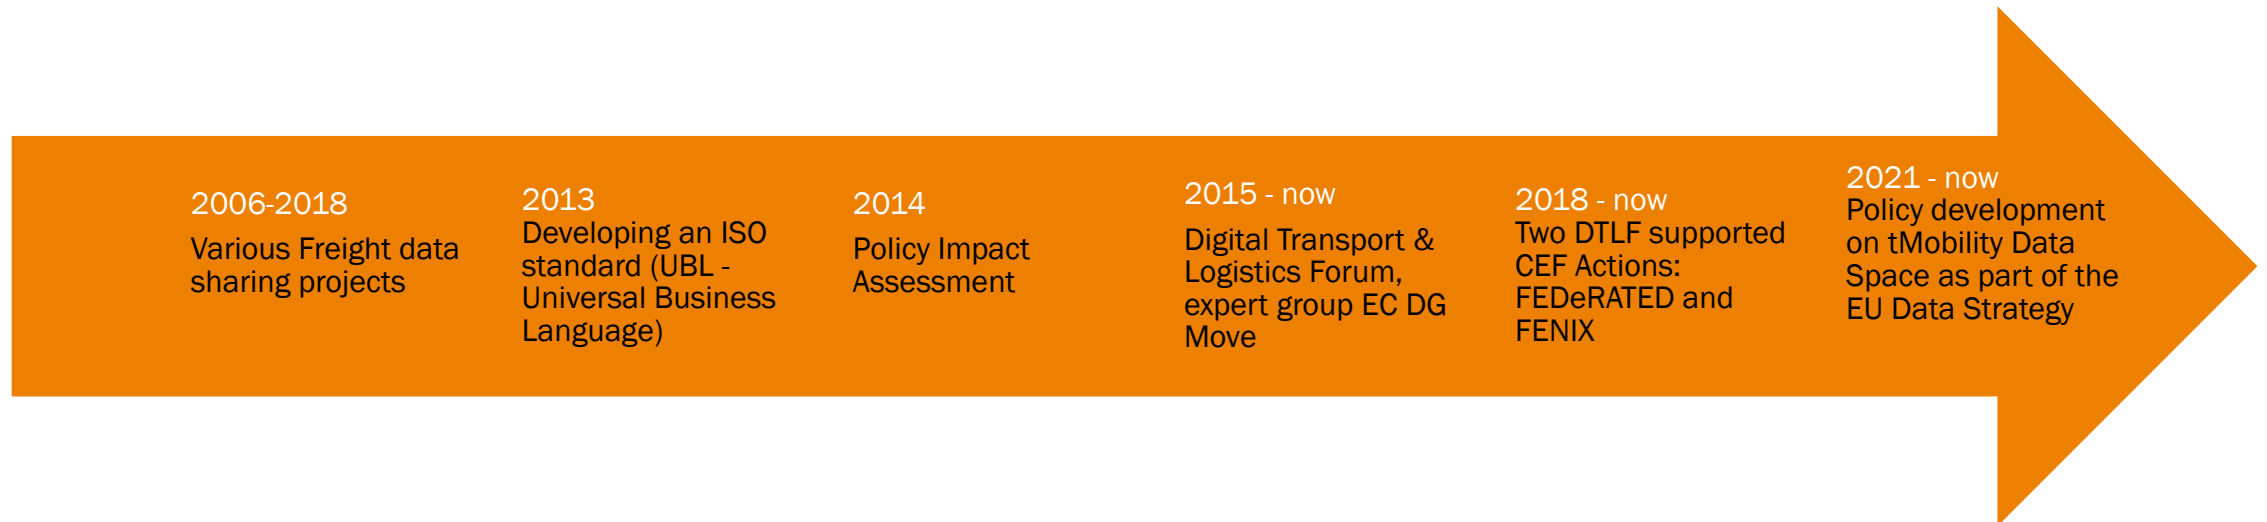 2006-2018
Various Freight data
sharing projects
2013
Developing an ISO
standard (UBL -
Universal Business
Language)
2014
Policy Impact
Assessment
2015 - now
Digital Transport &
Logistics Forum,
expert group EC DG
Move
2018 - now
Two DTLF supported
CEF Actions:
FEDeRATED and
FENIX
2021 - now
Policy development
on tMobility Data
Space as part of the
EU Data Strategy